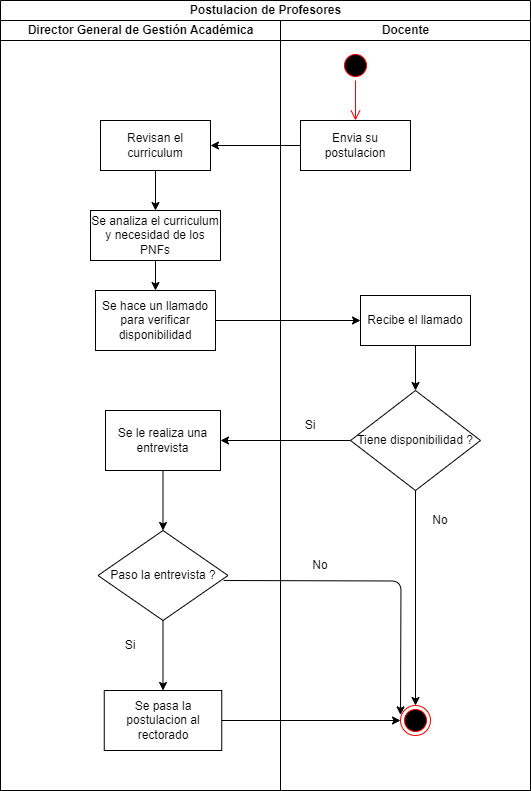 Postulacion de Profesores
Director General de Gestión Académica
Docente
Envia su
postulacion
Revisan el
curriculum
Se analiza el curriculum
y necesidad de los
PNFs
Se hace un llamado
para verificar
disponibilidad
Recibe el llamado
Tiene disponibilidad ?
Si
Se le realiza una
entrevista
No
Paso la entrevista ?
No
Si
Se pasa la
postulacion al
rectorado